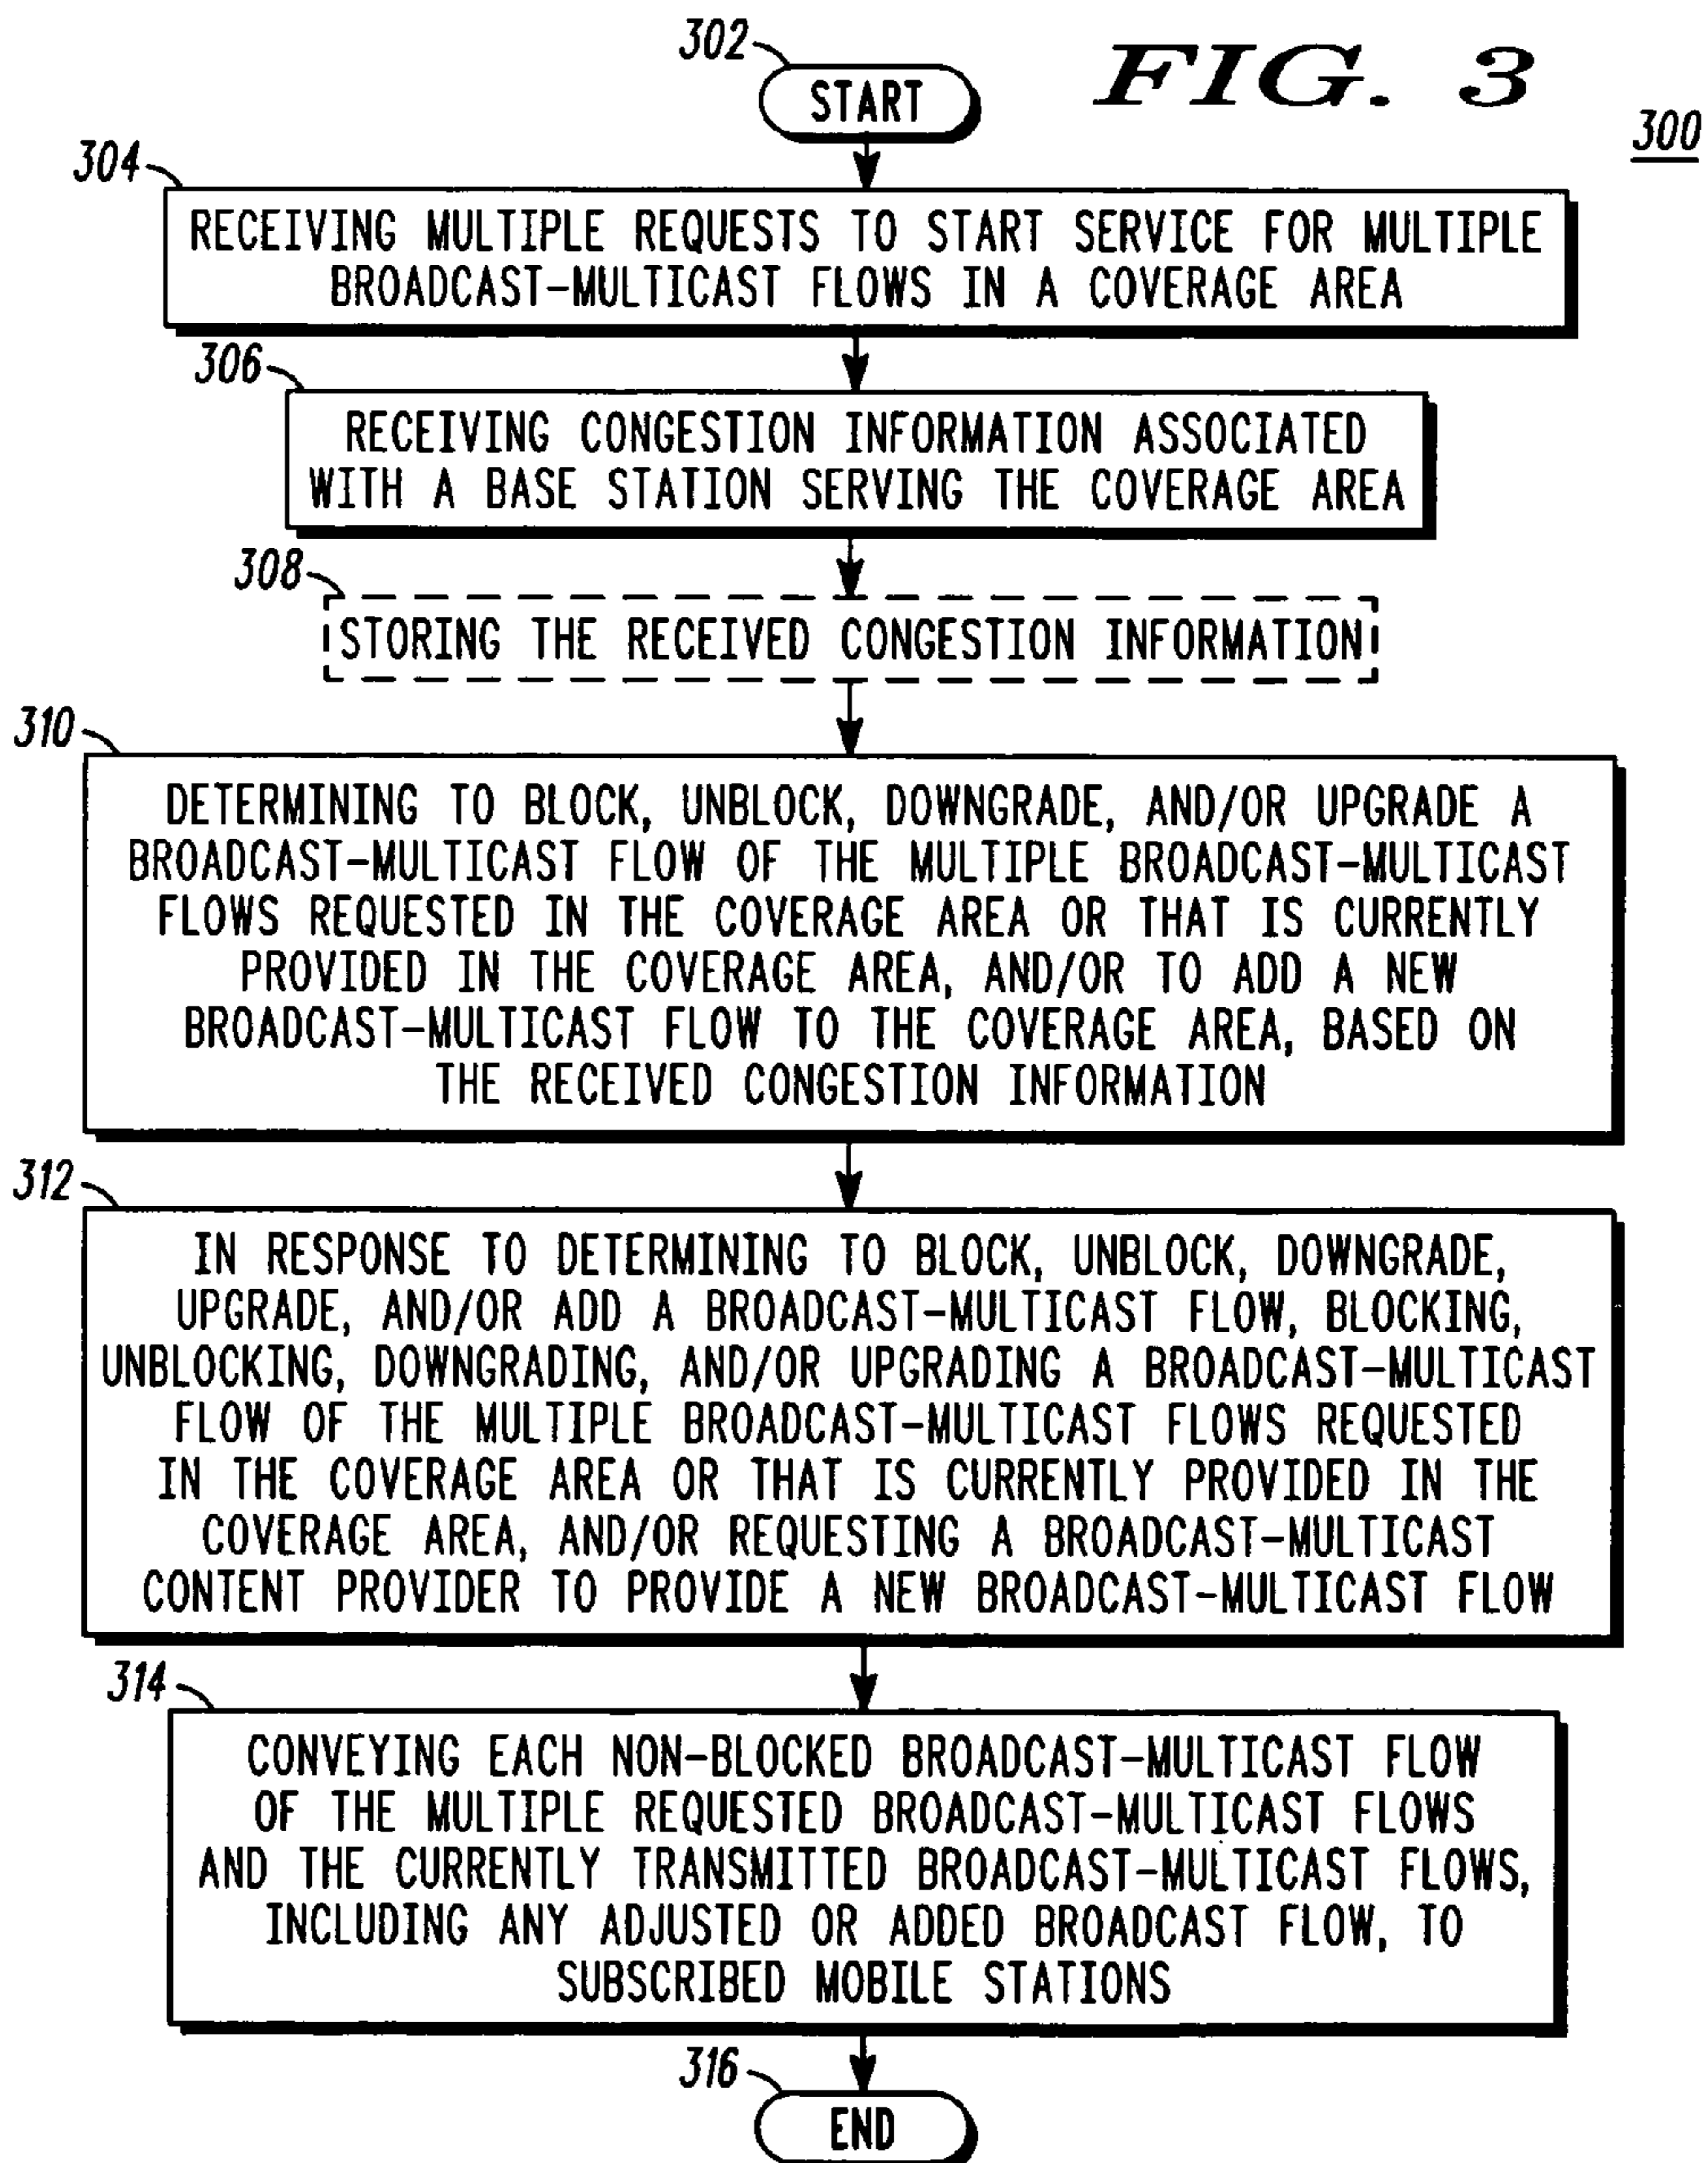 302
START
FIG. 3
300
304
RECEIVING MULTIPLE REQUESTS TO START SERVICE FOR MULTIPLE
BROADCAST-MULTICAST FLOWS IN A COVERAGE AREA
306
RECEIVING CONGESTION INFORMATION ASSOCIATED
WITH A BASE STATION SERVING THE COVERAGE AREA
308
STORING THE RECEIVED CONGESTION INFORMATION
310
DETERMINING TO BLOCK, UNBLOCK, DOWNGRADE, AND/OR UPGRADE A
BROADCAST-MULTICAST FLOW OF THE MULTIPLE BROADCAST-MULTICAST
FLOWS REQUESTED IN THE COVERAGE AREA OR THAT IS CURRENTLY
PROVIDED IN THE COVERAGE AREA, AND/OR TO ADD A NEW
BROADCAST-MULTICAST FLOW TO THE COVERAGE AREA, BASED ON
THE RECEIVED CONGESTION INFORMATION
312
IN RESPONSE TO DETERMINING TO BLOCK, UNBLOCK, DOWNGRADE,
UPGRADE, AND/OR ADD A BROADCAST-MULTICAST FLOW, BLOCKING,
UNBLOCKING, DOWNGRADING, AND/OR UPGRADING A BROADCAST-MULTICAST
FLOW OF THE MULTIPLE BROADCAST-MULTICAST FLOWS REQUESTED
IN THE COVERAGE AREA OR THAT IS CURRENTLY PROVIDED IN THE
COVERAGE AREA, AND/OR REQUESTING A BROADCAST-MULTICAST
CONTENT PROVIDER TO PROVIDE A NEW BROADCAST-MULTICAST FLOW
314
CONVEYING EACH NON-BLOCKED BROADCAST-MULTICAST FLOW
OF THE MULTIPLE REQUESTED BROADCAST-MULTICAST FLOWS
AND THE CURRENTLY TRANSMITTED BROADCAST-MULTICAST FLOWS,
INCLUDING ANY ADJUSTED OR ADDED BROADCAST FLOW, TO
SUBSCRIBED MOBILE STATIONS
316
END